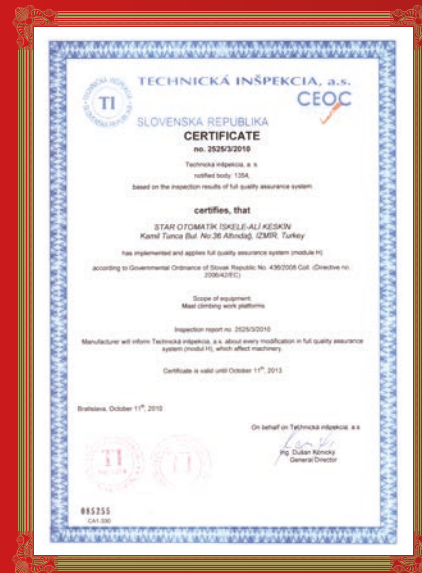 TECHNICKÁ INŠPEKCIA, a.s.
TI
CEOC
SLOVENSKÁ REPUBLIKA
CERTIFICATE
no. 2525/3/2010
Technická inšpekcia, a. s.
notified body: 1354,
based on the inspection results of full quality assurance system
certifies, that
STAR OTOMATİK İSKELE-ALİ KESKİN
Kamil Tunca Bul. No:36 Altındağ, IZMIR, Turkey
has implemented and applies full quality assurance system (module H)
according to Governmental Ordinance of Slovak Republic No. 436/2008 Coll. (Directive no.
2006/42/EC)
Scope of equipment:
Mast climbing work platforms
Inspection report no. 2525/3/2010
Manufacturer will inform Technická inšpekcia, a.s. about every modification in full quality assurance
system (modul H), which affect machinery.
Certificate is valid until October 11th, 2013
Bratislava, October 11th, 2010
On behalf on Technická inšpekcia, a.s.
Ing. Dušan Kónický
General Director
TI
TI
085255
CA1-330